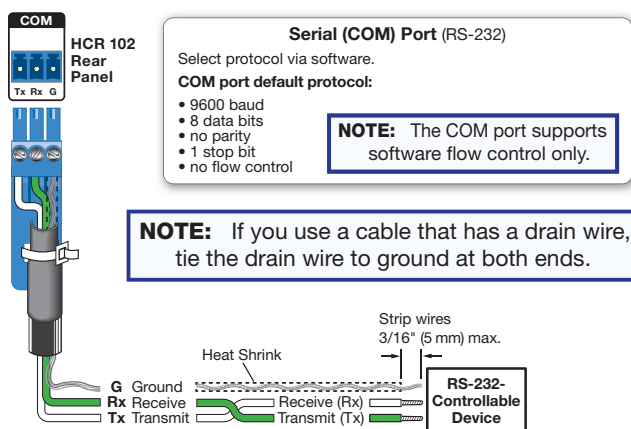 COM
Tx Rx G
HCR 102
Rear
Panel
Serial (COM) Port (RS-232)
Select protocol via software.
COM port default protocol:
• 9600 baud
• 8 data bits
• no parity
• 1 stop bit
• no flow control
NOTE: The COM port supports
software flow control only.
NOTE: If you use a cable that has a drain wire,
tie the drain wire to ground at both ends.
Strip wires
3/16" (5 mm) max.
Heat Shrink
G Ground
Rx Receive
Tx Transmit
Receive (Rx)
Transmit (Tx)
RS-232-
Controllable
Device